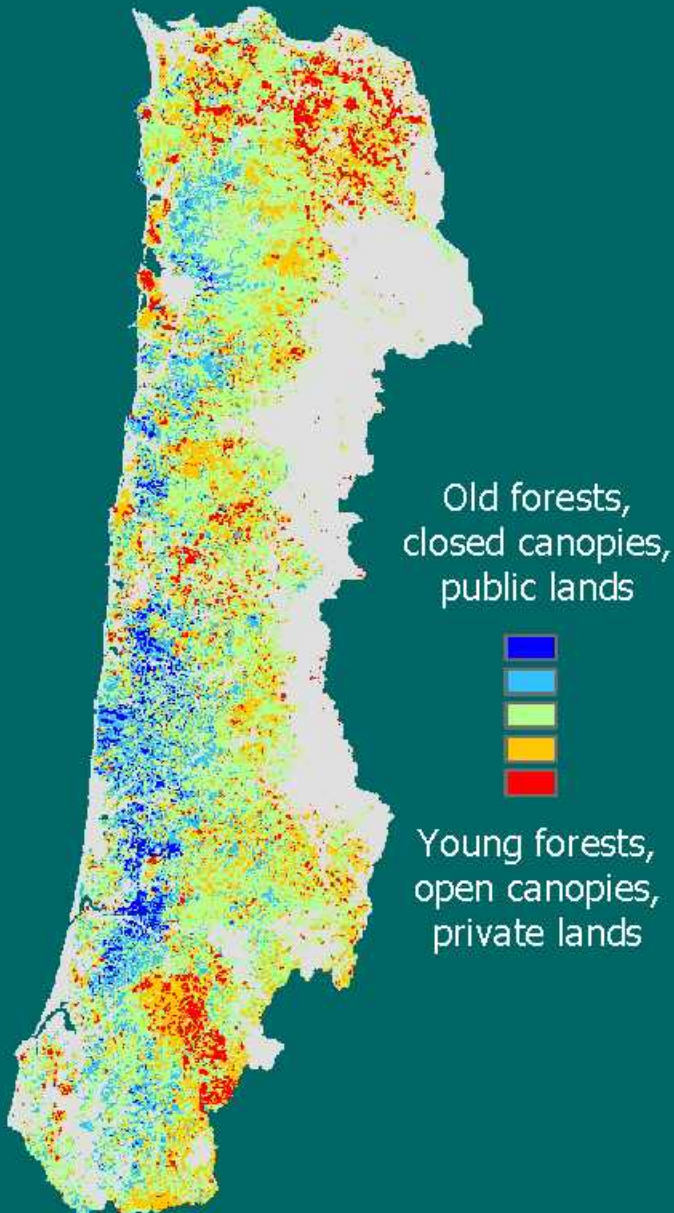 Old forests,
closed canopies,
public lands
Young forests,
open canopies,
private lands